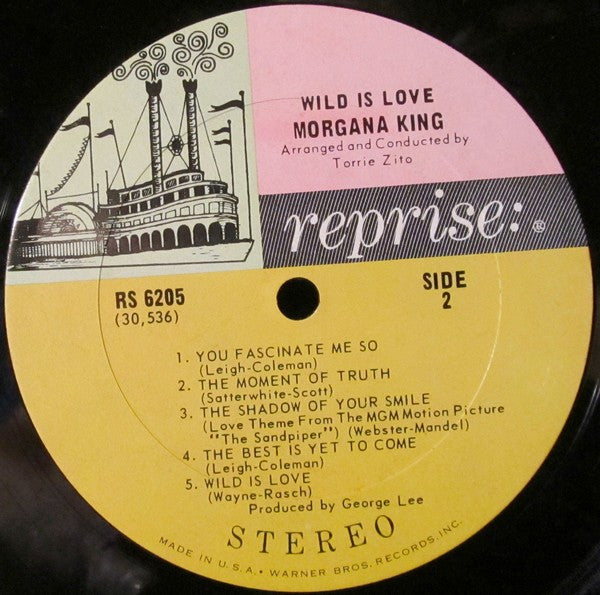 WILD IS LOVE
MORGANA KING
Arranged and Conducted by
Torrie Zito
reprise:®
RS 6205
(30,536)
SIDE
2
1. YOU FASCINATE ME SO
(Leigh-Coleman)
2. THE MOMENT OF TRUTH
(Satterwhite-Scott)
3. THE SHADOW OF YOUR SMILE
(Love Theme From The MGM Motion Picture
"The Sandpiper") (Webster-Mandel)
4. THE BEST IS YET TO COME
(Leigh-Coleman)
5. WILD IS LOVE
(Wayne-Rasch)
Produced by George Lee
STEREO
MADE IN U.S.A. • WARNER BROS. RECORDS, INC.